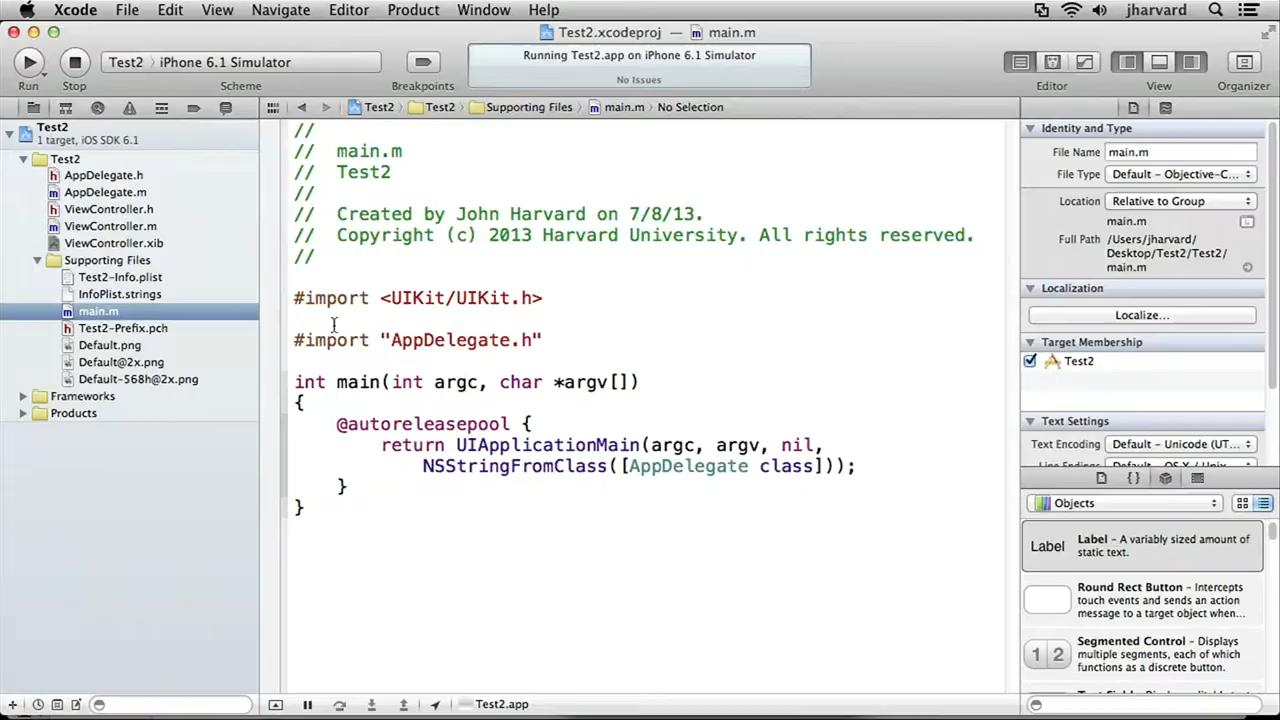 Xcode File Edit View Navigate Editor Product Window Help jharvard
Test2.xcodeproj — main.m
Test2 〉 iPhone 6.1 Simulator
Running Test2.app on iPhone 6.1 Simulator
No Issues
Run Stop Scheme Breakpoints Editor View Organizer
Test2 Test2 Supporting Files main.m No Selection
Test2
1 target, iOS SDK 6.1
Test2
AppDelegate.h
AppDelegate.m
ViewController.h
ViewController.m
ViewController.xib
Supporting Files
Test2-Info.plist
InfoPlist.strings
main.m
Test2-Prefix.pch
Default.png
Default@2x.png
Default-568h@2x.png
Frameworks
Products
//
// main.m
// Test2
//
// Created by John Harvard on 7/8/13.
// Copyright (c) 2013 Harvard University. All rights reserved.
//
#import <UIKit/UIKit.h>
#import "AppDelegate.h"
int main(int argc, char *argv[])
{
@autoreleasepool {
return UIApplicationMain(argc, argv, nil,
NSStringFromClass([AppDelegate class]));
}
}
Identity and Type
File Name main.m
File Type Default - Objective-C...
Location Relative to Group
main.m
Full Path /Users/jharvard/
Desktop/Test2/Test2/
main.m
Localization
Localize...
Target Membership
Test2
Text Settings
Text Encoding Default - Unicode (UT...
Line Endings Default - OS X / Unix
Objects
Label
Label – A variably sized amount of
static text.
Round Rect Button – Intercepts
touch events and sends an action
message to a target object when...
1 2
Segmented Control – Displays
multiple segments, each of which
functions as a discrete button.
Test2.app